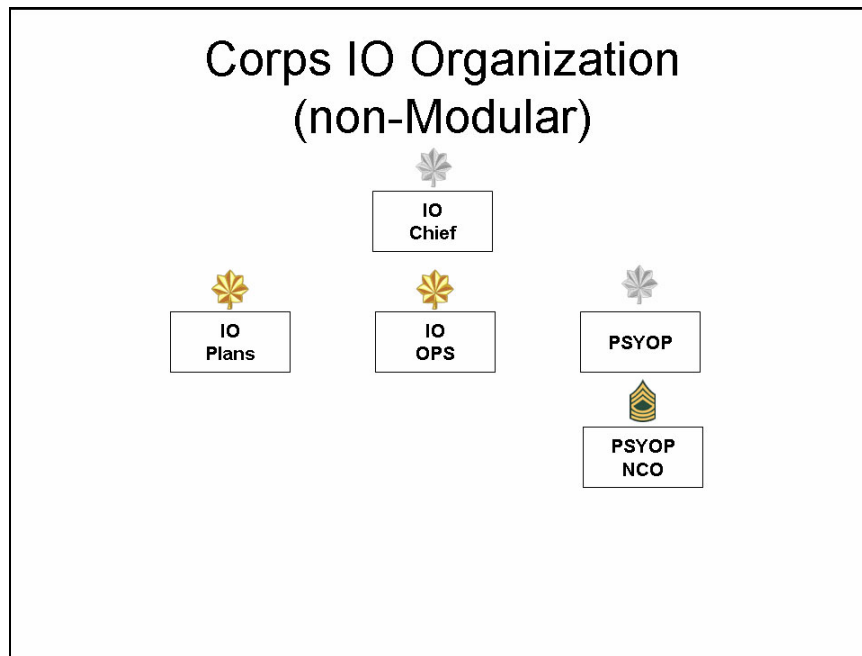 Corps IO Organization
(non-Modular)
IO
Chief
IO
Plans
IO
OPS
PSYOP
PSYOP
NCO